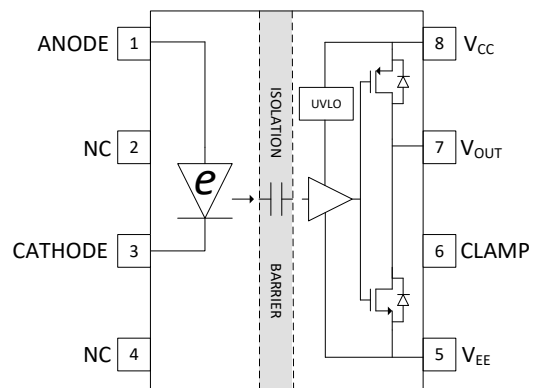 ANODE 1
NC 2
CATHODE 3
NC 4
e
ISOLATION
BARRIER
UVLO
8 VCC
7 VOUT
6 CLAMP
5 VEE